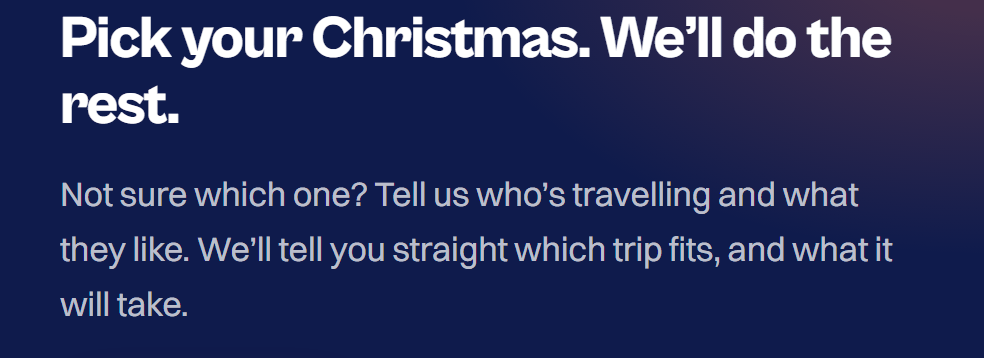 Pick your Christmas. We’ll do the
rest.
Not sure which one? Tell us who’s travelling and what
they like. We’ll tell you straight which trip fits, and what it
will take.